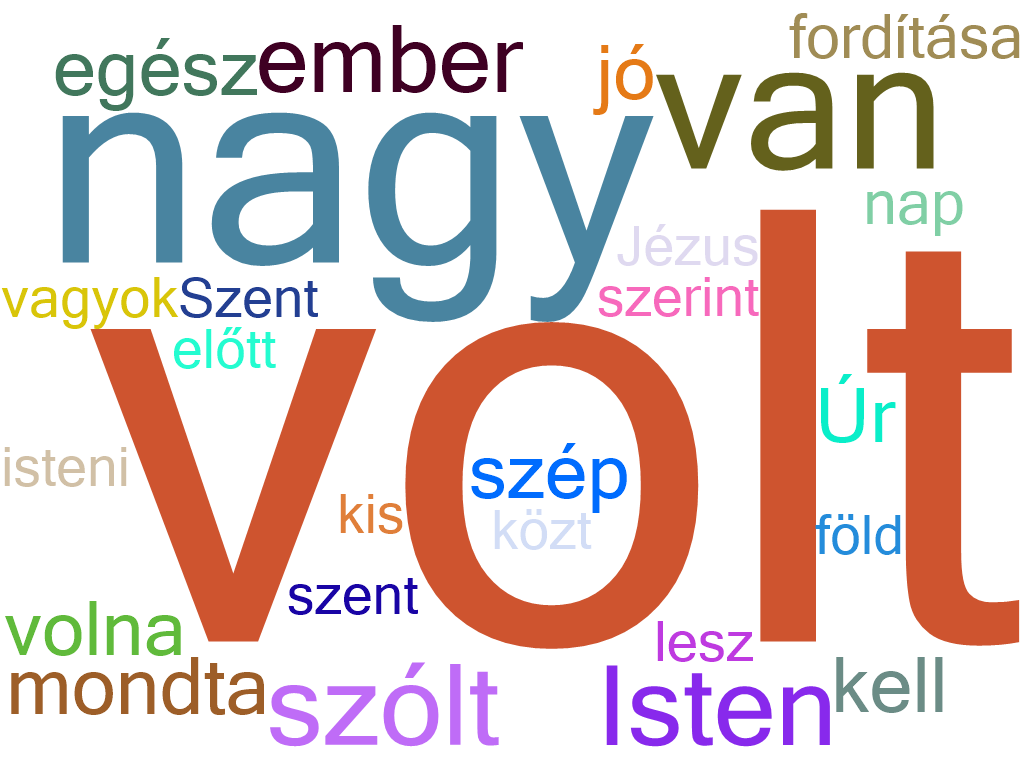 fordítása
egész ember jó
van
nagy
nap
Jézus
vagyok Szent szerint
előtt
volt
Úr
isteni szép
kis közt föld
szent
volna lesz
mondta szólt Isten kell